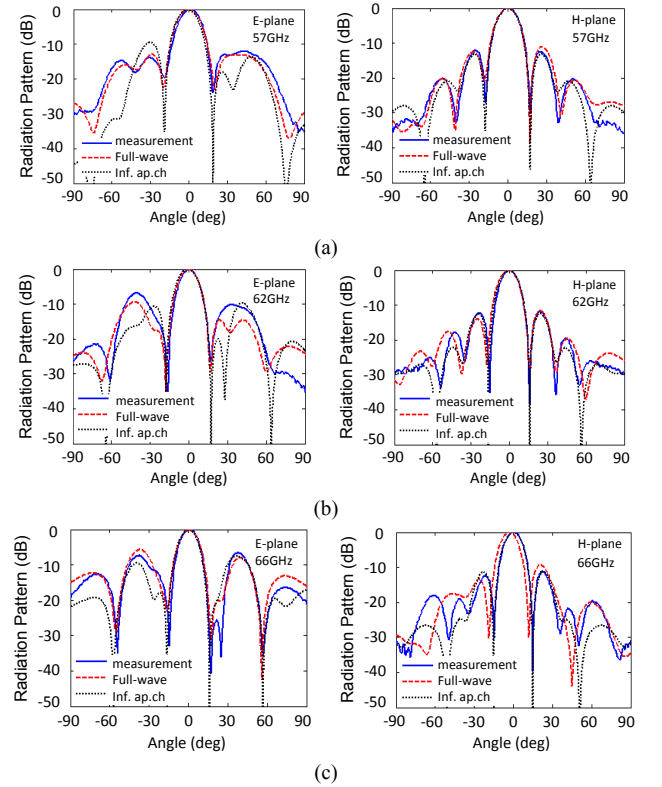 Radiation Pattern (dB)
0
-10
-20
-30
-40
-50
E-plane
57GHz
measurement
Full-wave
Inf. ap.ch
-90 -60 -30 0 30 60 90
Angle (deg)
Radiation Pattern (dB)
0
-10
-20
-30
-40
-50
H-plane
57GHz
measurement
Full-wave
Inf. ap.ch
-90 -60 -30 0 30 60 90
Angle (deg)
(a)
Radiation Pattern (dB)
0
-10
-20
-30
-40
-50
E-plane
62GHz
measurement
Full-wave
Inf. ap.ch
-90 -60 -30 0 30 60 90
Angle (deg)
Radiation Pattern (dB)
0
-10
-20
-30
-40
-50
H-plane
62GHz
measurement
Full-wave
Inf. ap.ch
-90 -60 -30 0 30 60 90
Angle (deg)
(b)
Radiation Pattern (dB)
0
-10
-20
-30
-40
-50
E-plane
66GHz
measurement
Full-wave
Inf. ap.ch
-90 -60 -30 0 30 60 90
Angle (deg)
Radiation Pattern (dB)
0
-10
-20
-30
-40
-50
H-plane
66GHz
measurement
Full-wave
Inf. ap.ch
-90 -60 -30 0 30 60 90
Angle (deg)
(c)